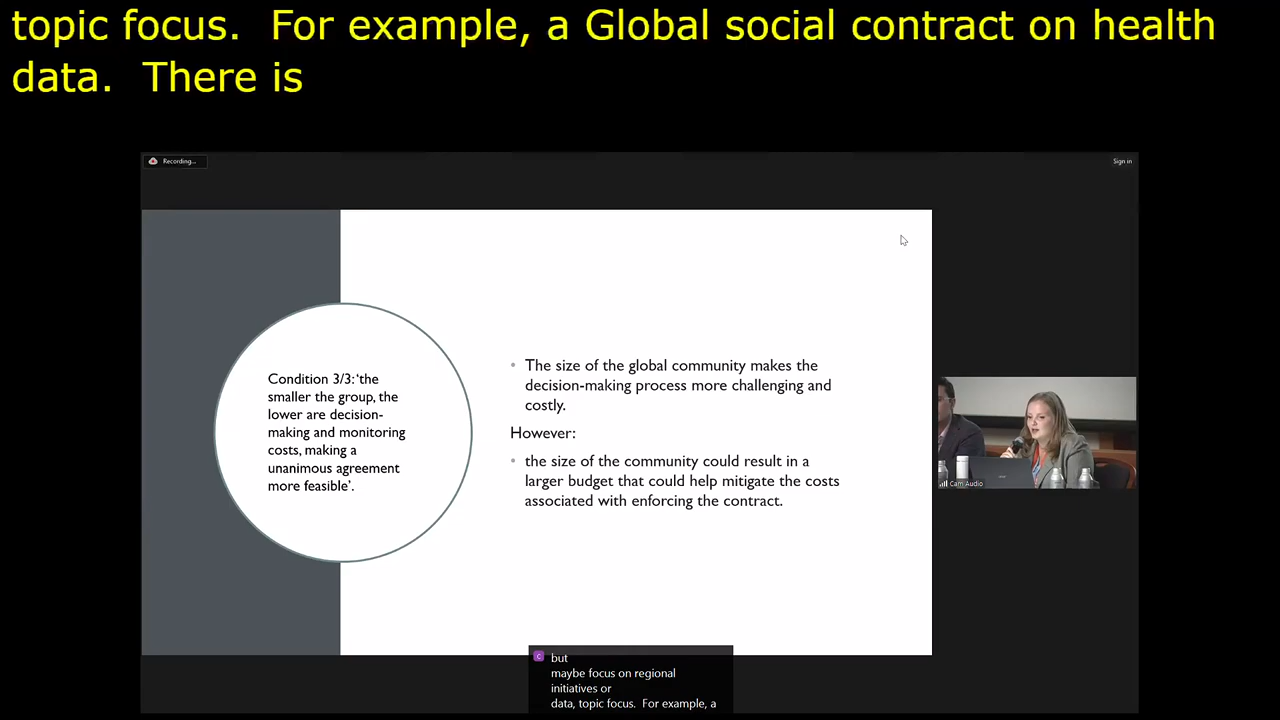 topic focus.  For example, a Global social contract on health
data.  There is
Recording...
Sign in
Condition 3/3: ‘the
smaller the group, the
lower are decision-
making and monitoring
costs, making a
unanimous agreement
more feasible’.
• The size of the global community makes the
decision-making process more challenging and
costly.
However:
• the size of the community could result in a
larger budget that could help mitigate the costs
associated with enforcing the contract.
Cam Audio
C
but
maybe focus on regional
initiatives or
data, topic focus.  For example, a